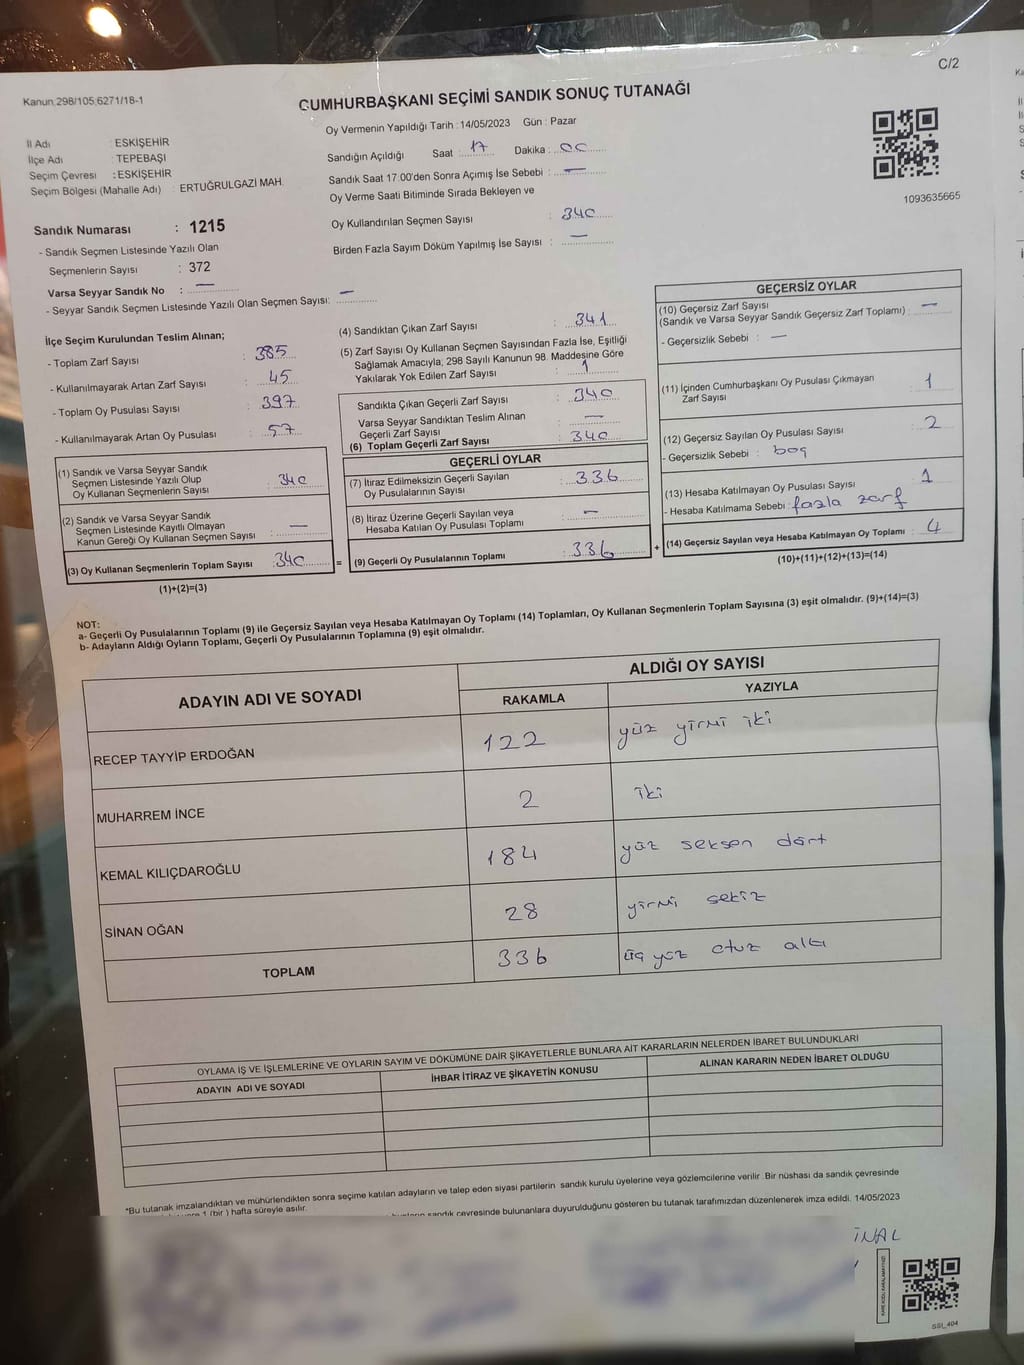 C/2
Kanun 298/105,6271/18-1
CUMHURBAŞKANI SEÇİMİ SANDIK SONUÇ TUTANAĞI
Oy Vermenin Yapıldığı Tarih : 14/05/2023 Gün : Pazar
İl Adı : ESKİŞEHİR
İlçe Adı : TEPEBAŞI
Seçim Çevresi : ESKİŞEHİR
Seçim Bölgesi (Mahalle Adı) : ERTUĞRULGAZİ MAH.
Sandık Numarası : 1215
- Sandık Seçmen Listesinde Yazılı Olan
Seçmenlerin Sayısı : 372
Varsa Seyyar Sandık No : —
- Seyyar Sandık Seçmen Listesinde Yazılı Olan Seçmen Sayısı: —
Sandığın Açıldığı Saat : 17 Dakika : 00
Sandık Saat 17:00'den Sonra Açımış İse Sebebi : —
Oy Verme Saati Bitiminde Sırada Bekleyen ve
Oy Kullandırılan Seçmen Sayısı : 340
Birden Fazla Sayım Döküm Yapılmış İse Sayısı : —
1093635665
İlçe Seçim Kurulundan Teslim Alınan;
- Toplam Zarf Sayısı : 385
- Kullanılmayarak Artan Zarf Sayısı : 45
- Toplam Oy Pusulası Sayısı : 397
- Kullanılmayarak Artan Oy Pusulası : 57
(1) Sandık ve Varsa Seyyar Sandık
Seçmen Listesinde Yazılı Olup
Oy Kullanan Seçmenlerin Sayısı : 340
(2) Sandık ve Varsa Seyyar Sandık
Seçmen Listesinde Kayıtlı Olmayan
Kanun Gereği Oy Kullanan Seçmen Sayısı : —
(3) Oy Kullanan Seçmenlerin Toplam Sayısı : 340
(1)+(2)=(3)
(4) Sandıktan Çıkan Zarf Sayısı : 341
(5) Zarf Sayısı Oy Kullanan Seçmen Sayısından Fazla İse, Eşitliği
Sağlamak Amacıyla; 298 Sayılı Kanunun 98. Maddesine Göre
Yakılarak Yok Edilen Zarf Sayısı : 1
Sandıkta Çıkan Geçerli Zarf Sayısı : 340
Varsa Seyyar Sandıktan Teslim Alınan
Geçerli Zarf Sayısı : —
(6) Toplam Geçerli Zarf Sayısı : 340
GEÇERLİ OYLAR
(7) İtiraz Edilmeksizin Geçerli Sayılan
Oy Pusulalarının Sayısı : 336
(8) İtiraz Üzerine Geçerli Sayılan veya
Hesaba Katılan Oy Pusulası Toplamı : —
= (9) Geçerli Oy Pusulalarının Toplamı : 336 +
GEÇERSİZ OYLAR
(10) Geçersiz Zarf Sayısı
(Sandık ve Varsa Seyyar Sandık Geçersiz Zarf Toplamı) : —
- Geçersizlik Sebebi : —
(11) İçinden Cumhurbaşkanı Oy Pusulası Çıkmayan
Zarf Sayısı : 1
(12) Geçersiz Sayılan Oy Pusulası Sayısı : 2
- Geçersizlik Sebebi : boş
(13) Hesaba Katılmayan Oy Pusulası Sayısı : 1
- Hesaba Katılmama Sebebi : fazla zarf
(14) Geçersiz Sayılan veya Hesaba Katılmayan Oy Toplamı : 4
(10)+(11)+(12)+(13)=(14)
NOT:
a- Geçerli Oy Pusulalarının Toplamı (9) ile Geçersiz Sayılan veya Hesaba Katılmayan Oy Toplamı (14) Toplamları, Oy Kullanan Seçmenlerin Toplam Sayısına (3) eşit olmalıdır. (9)+(14)=(3)
b- Adayların Aldığı Oyların Toplamı, Geçerli Oy Pusulalarının Toplamına (9) eşit olmalıdır.
ADAYIN ADI VE SOYADI ALDIĞI OY SAYISI
RAKAMLA YAZIYLA
RECEP TAYYİP ERDOĞAN 122 yüz yirmi iki
MUHARREM İNCE 2 iki
KEMAL KILIÇDAROĞLU 184 yüz seksen dört
SİNAN OĞAN 28 yirmi sekiz
TOPLAM 336 üç yüz otuz altı
OYLAMA İŞ VE İŞLEMLERİNE VE OYLARIN SAYIM VE DÖKÜMÜNE DAİR ŞİKAYETLERLE BUNLARA AİT KARARLARIN NELERDEN İBARET BULUNDUKLARI
ADAYIN ADI VE SOYADI İHBAR İTİRAZ VE ŞİKAYETİN KONUSU ALINAN KARARIN NEDEN İBARET OLDUĞU
*Bu tutanak imzalandıktan ve mühürlendikten sonra seçime katılan adayların ve talep eden siyasi partilerin sandık kurulu üyelerine veya gözlemcilerine verilir. Bir nüshası da sandık çevresinde
1 (bir) hafta süreyle asılır.
sandık çevresinde bulunanlara duyurulduğunu gösteren bu tutanak tarafımızdan düzenlenerek imza edildi. 14/05/2023
İNAL
SSI_404